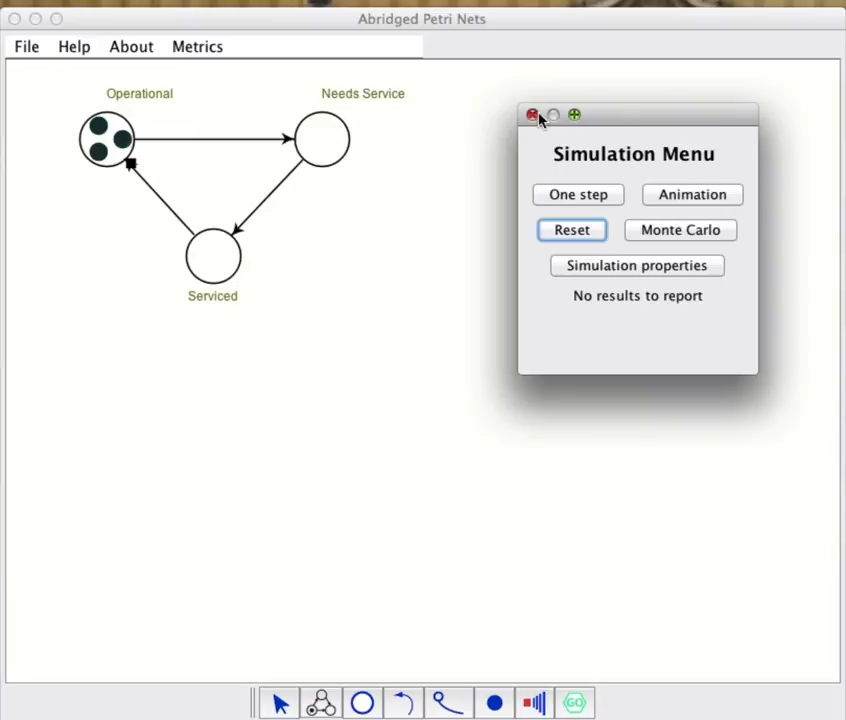 Abridged Petri Nets
File Help About Metrics
Operational
Needs Service
Serviced
Simulation Menu
One step
Animation
Reset
Monte Carlo
Simulation properties
No results to report
GO